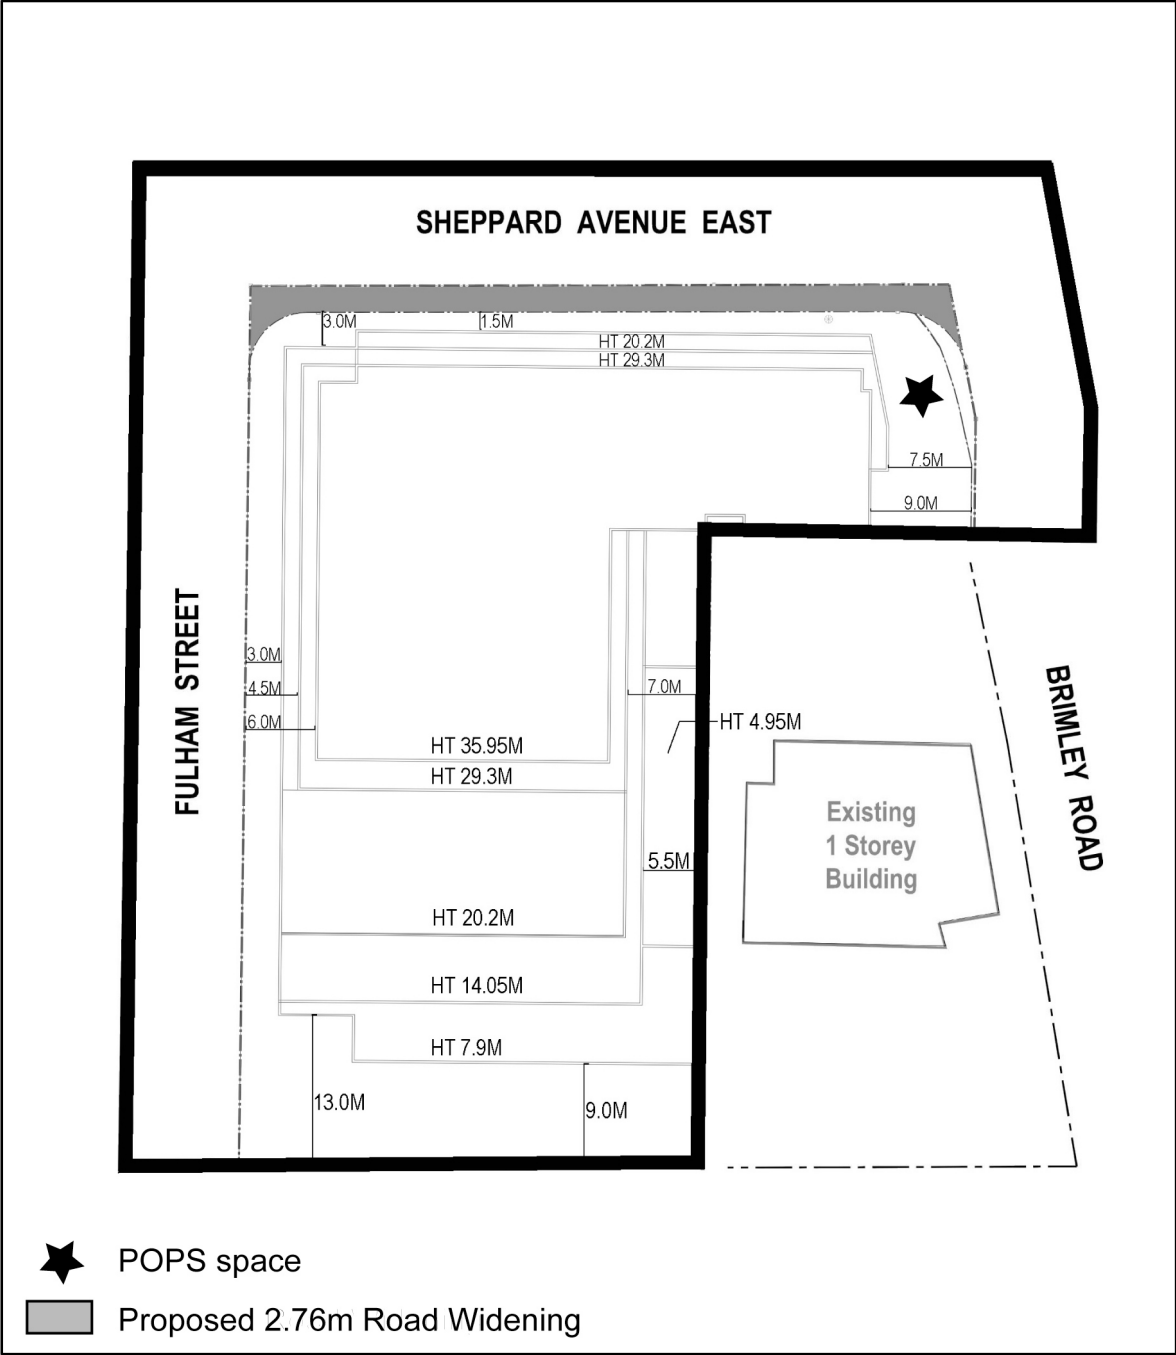 SHEPPARD AVENUE EAST
3.0M
1.5M
HT 20.2M
HT 29.3M
7.5M
9.0M
FULHAM STREET
3.0M
4.5M
6.0M
7.0M
HT 4.95M
BRIMLEY ROAD
HT 35.95M
HT 29.3M
Existing
1 Storey
Building
5.5M
HT 20.2M
HT 14.05M
HT 7.9M
13.0M
9.0M
POPS space
Proposed 2.76m Road Widening